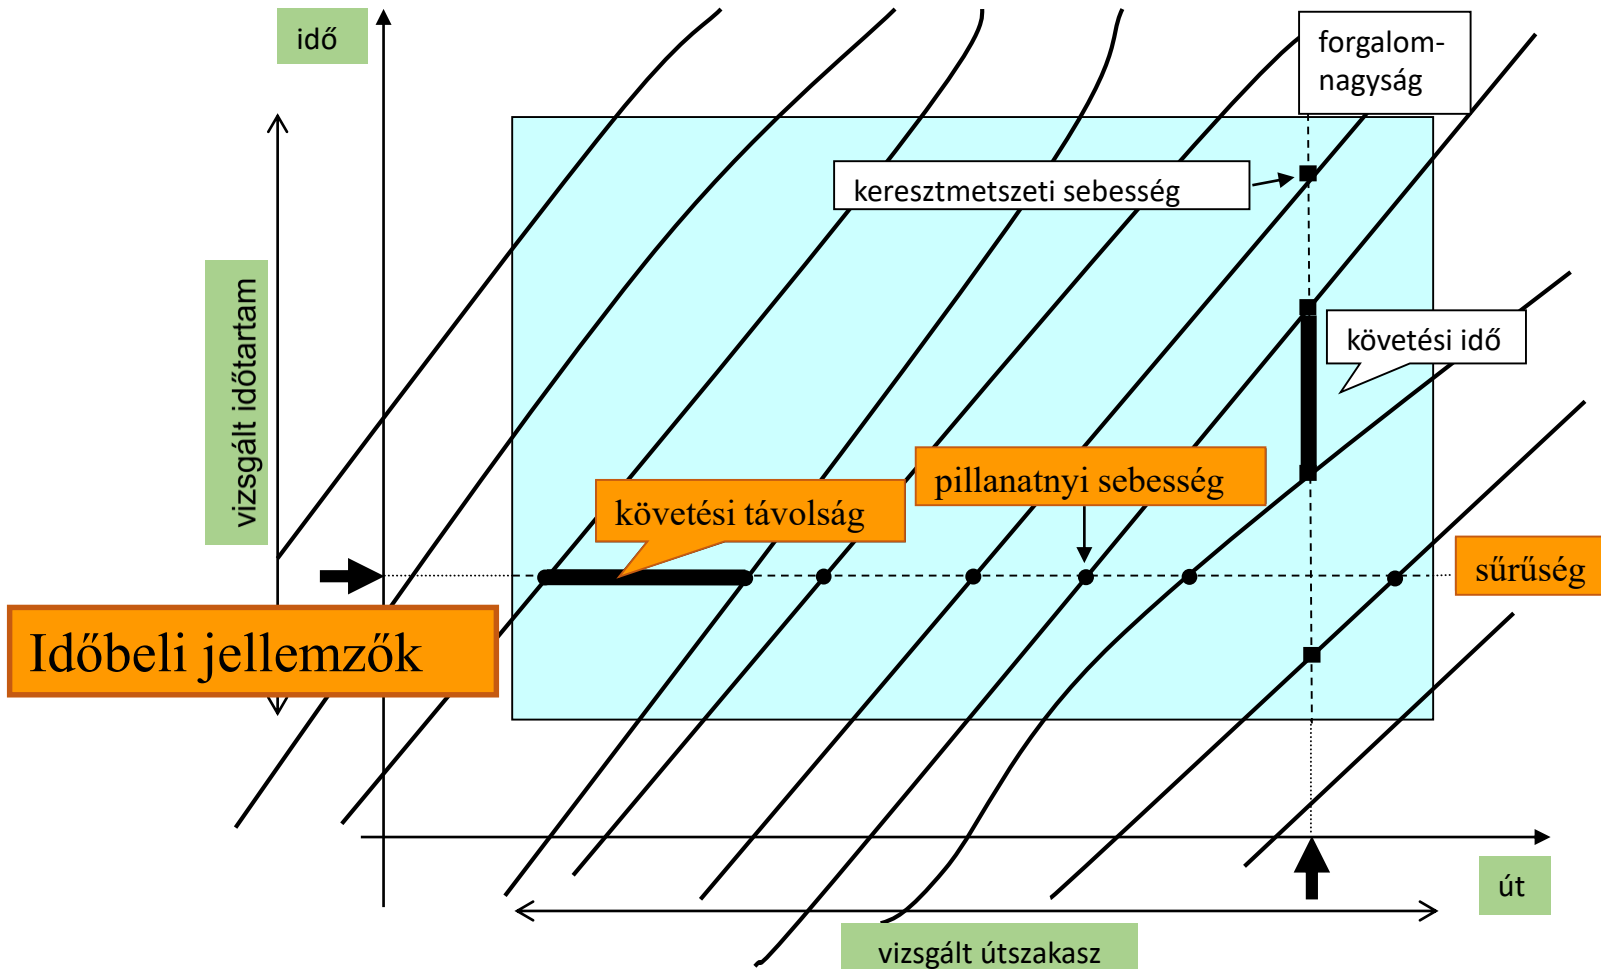 idő
forgalom-
nagyság
keresztmetszeti sebesség
vizsgált időtartam
követési idő
pillanatnyi sebesség
követési távolság
sűrűség
Időbeli jellemzők
út
vizsgált útszakasz